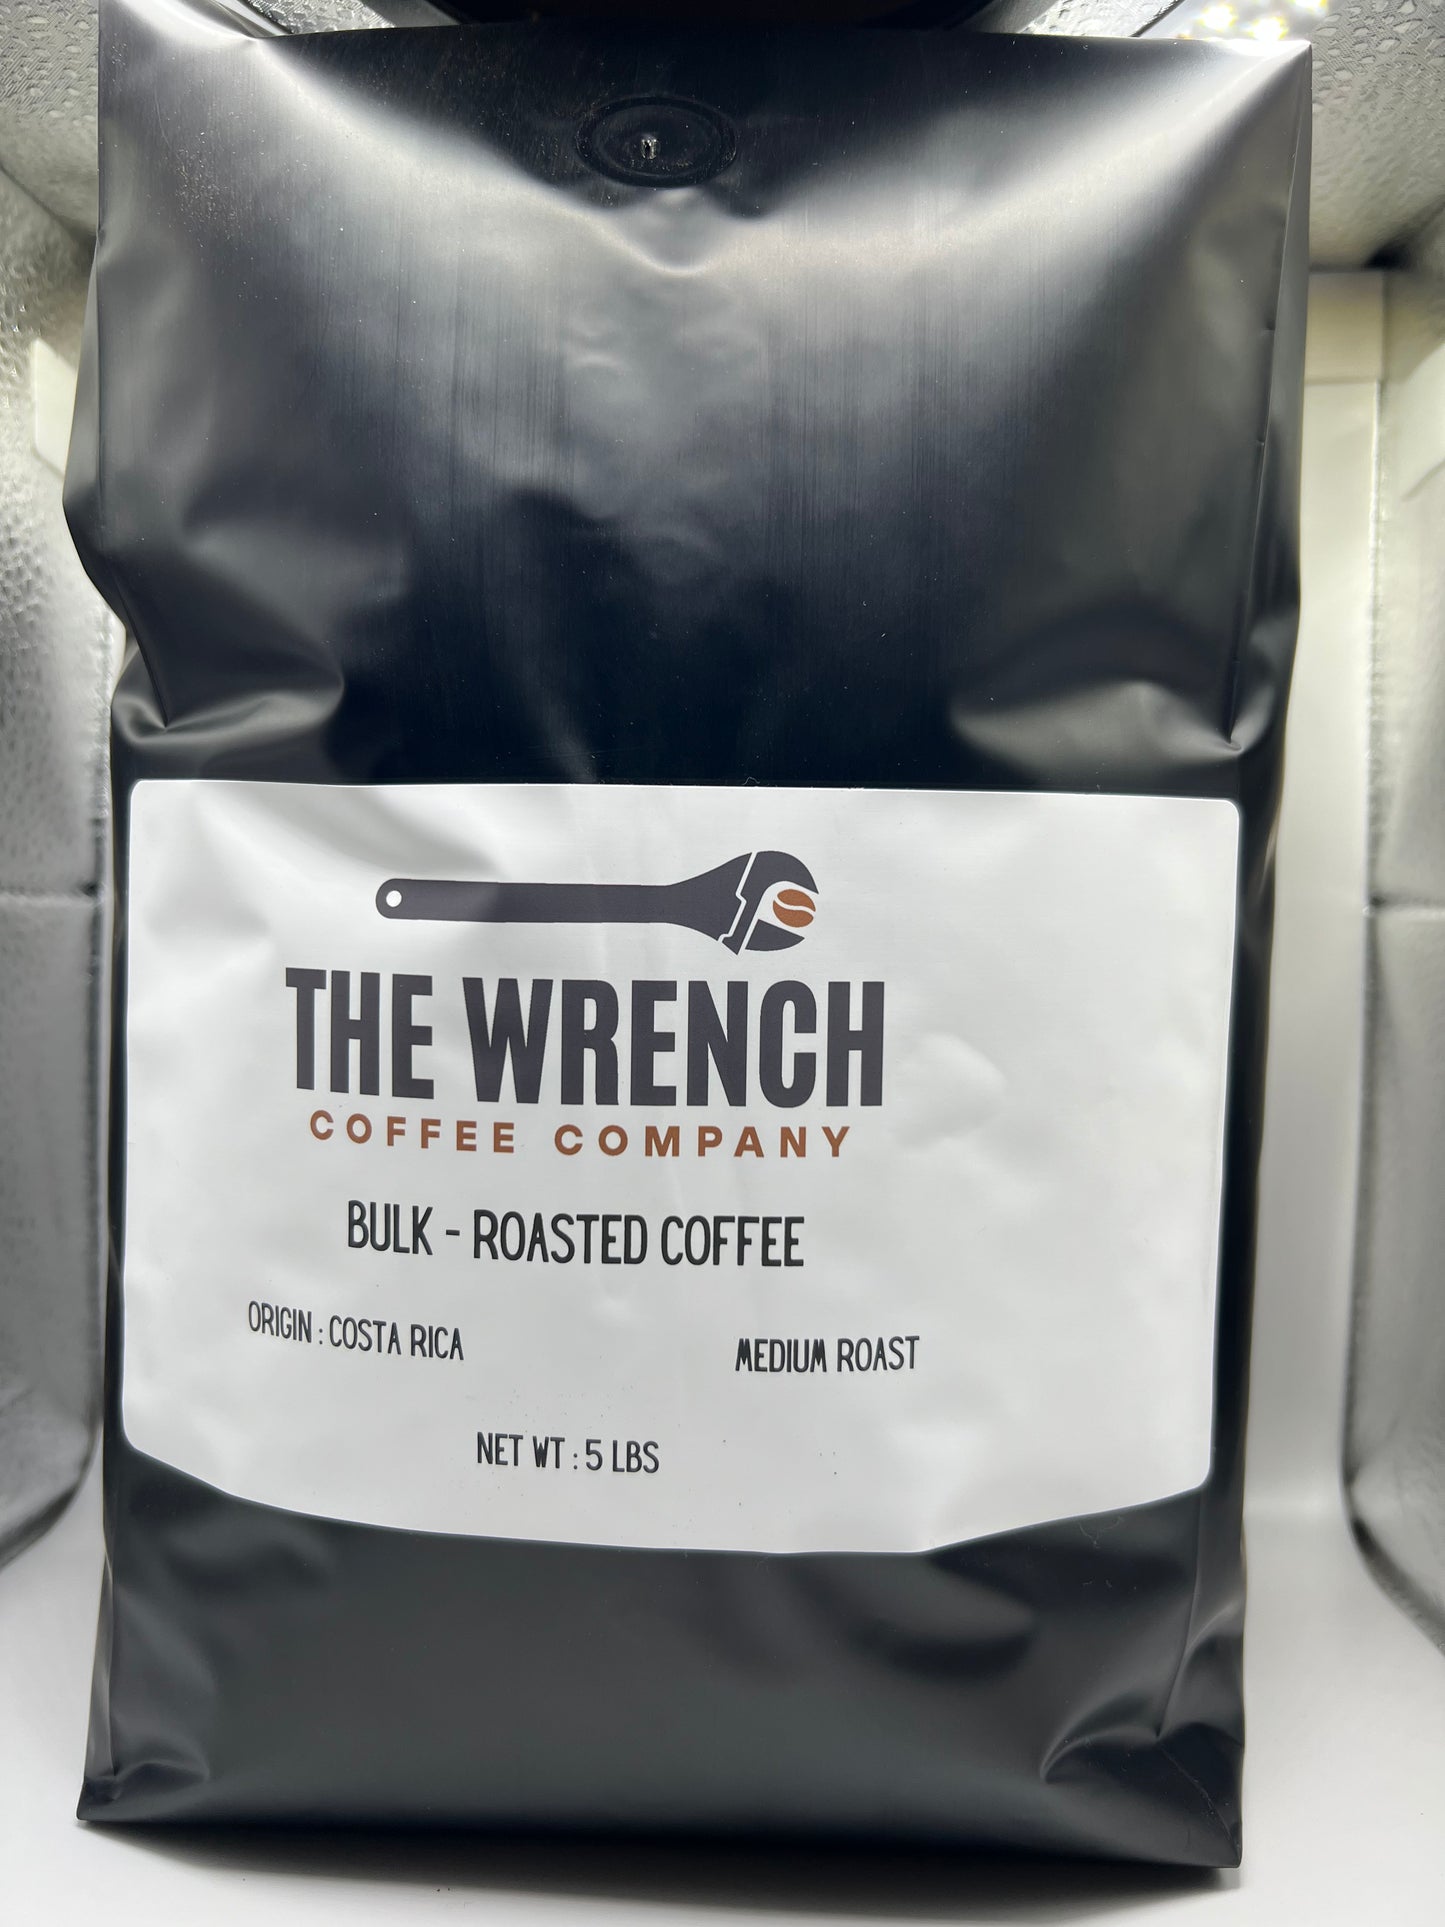 THE WRENCH
COFFEE COMPANY
BULK - ROASTED COFFEE
ORIGIN : COSTA RICA
MEDIUM ROAST
NET WT : 5 LBS